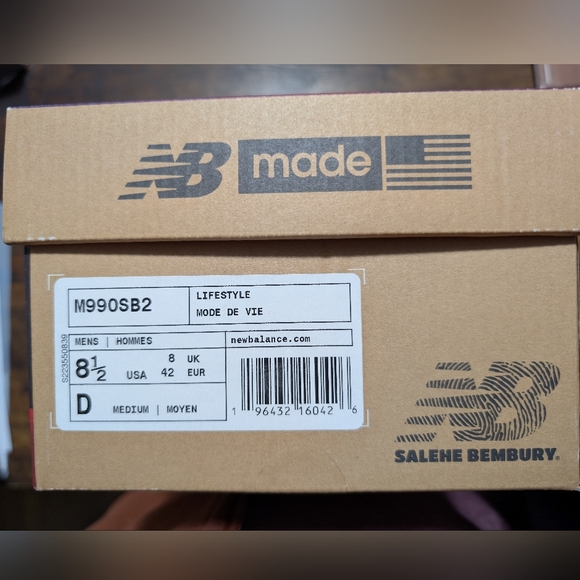 NB made
M990SB2
LIFESTYLE
MODE DE VIE
MENS | HOMMES
newbalance.com
8½ USA
8 UK
42 EUR
D MEDIUM | MOYEN
1 96432 16042 6
S223550839
NB
SALEHE BEMBURY®